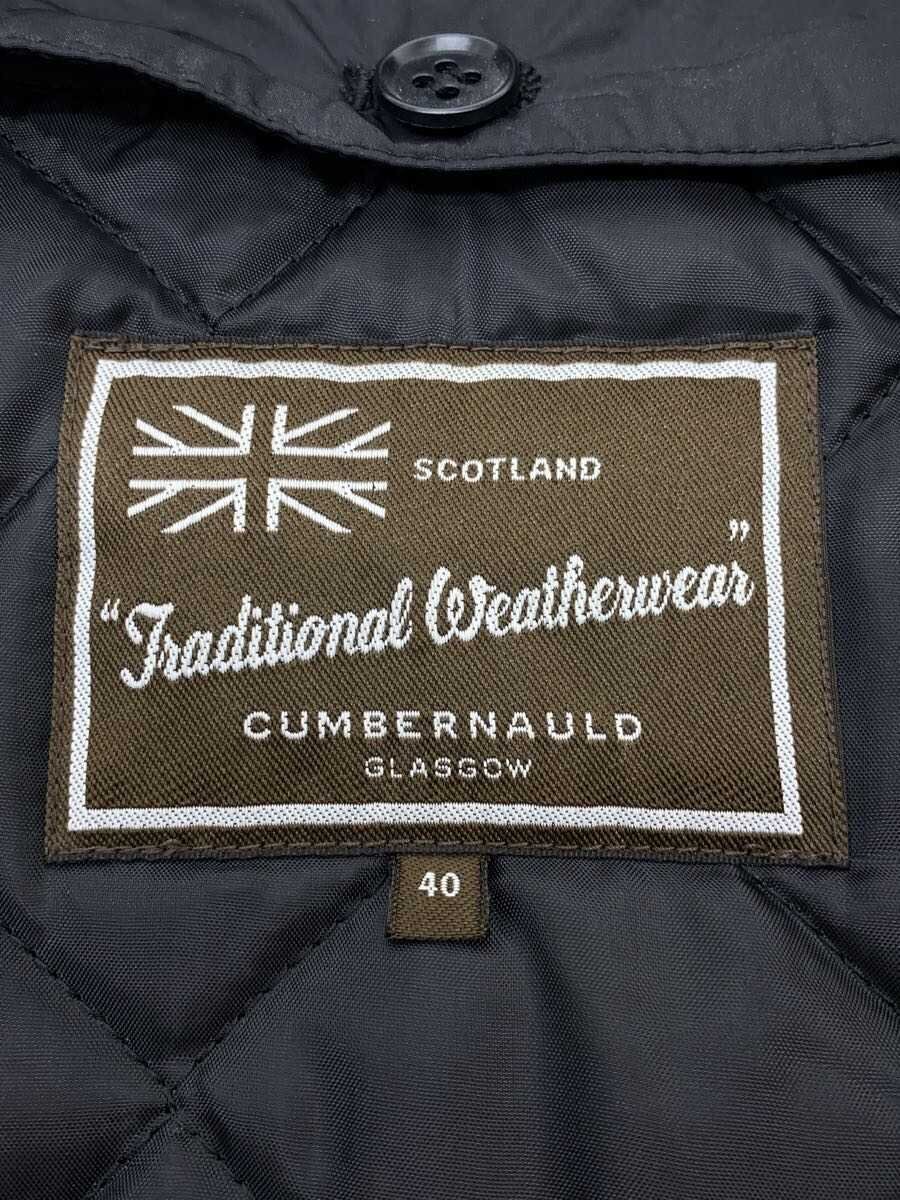 SCOTLAND
“Traditional Weatherwear”
CUMBERNAULD
GLASGOW
40